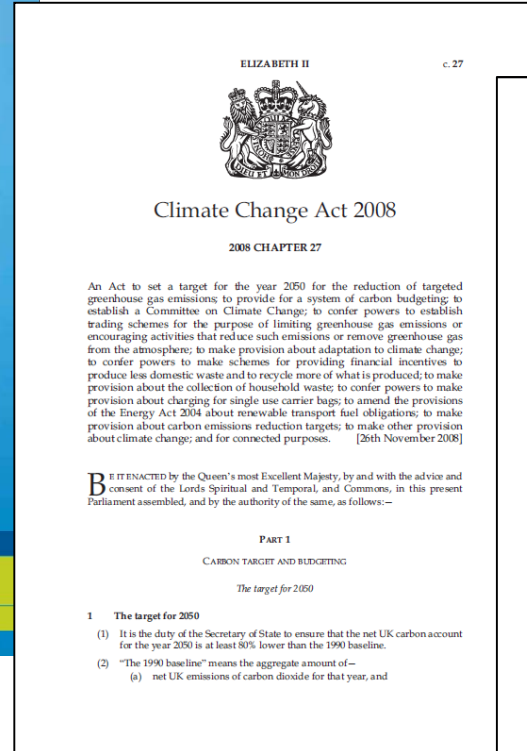 ELIZABETH II c. 27
DIEU ET MON DROIT
Climate Change Act 2008
2008 CHAPTER 27
An Act to set a target for the year 2050 for the reduction of targeted
greenhouse gas emissions; to provide for a system of carbon budgeting; to
establish a Committee on Climate Change; to confer powers to establish
trading schemes for the purpose of limiting greenhouse gas emissions or
encouraging activities that reduce such emissions or remove greenhouse gas
from the atmosphere; to make provision about adaptation to climate change;
to confer powers to make schemes for providing financial incentives to
produce less domestic waste and to recycle more of what is produced; to make
provision about the collection of household waste; to confer powers to make
provision about charging for single use carrier bags; to amend the provisions
of the Energy Act 2004 about renewable transport fuel obligations; to make
provision about carbon emissions reduction targets; to make other provision
about climate change; and for connected purposes. [26th November 2008]
BE IT ENACTED by the Queen's most Excellent Majesty, by and with the advice and
consent of the Lords Spiritual and Temporal, and Commons, in this present
Parliament assembled, and by the authority of the same, as follows:—
PART 1
CARBON TARGET AND BUDGETING
The target for 2050
1 The target for 2050
(1) It is the duty of the Secretary of State to ensure that the net UK carbon account
for the year 2050 is at least 80% lower than the 1990 baseline.
(2) "The 1990 baseline" means the aggregate amount of—
(a) net UK emissions of carbon dioxide for that year, and